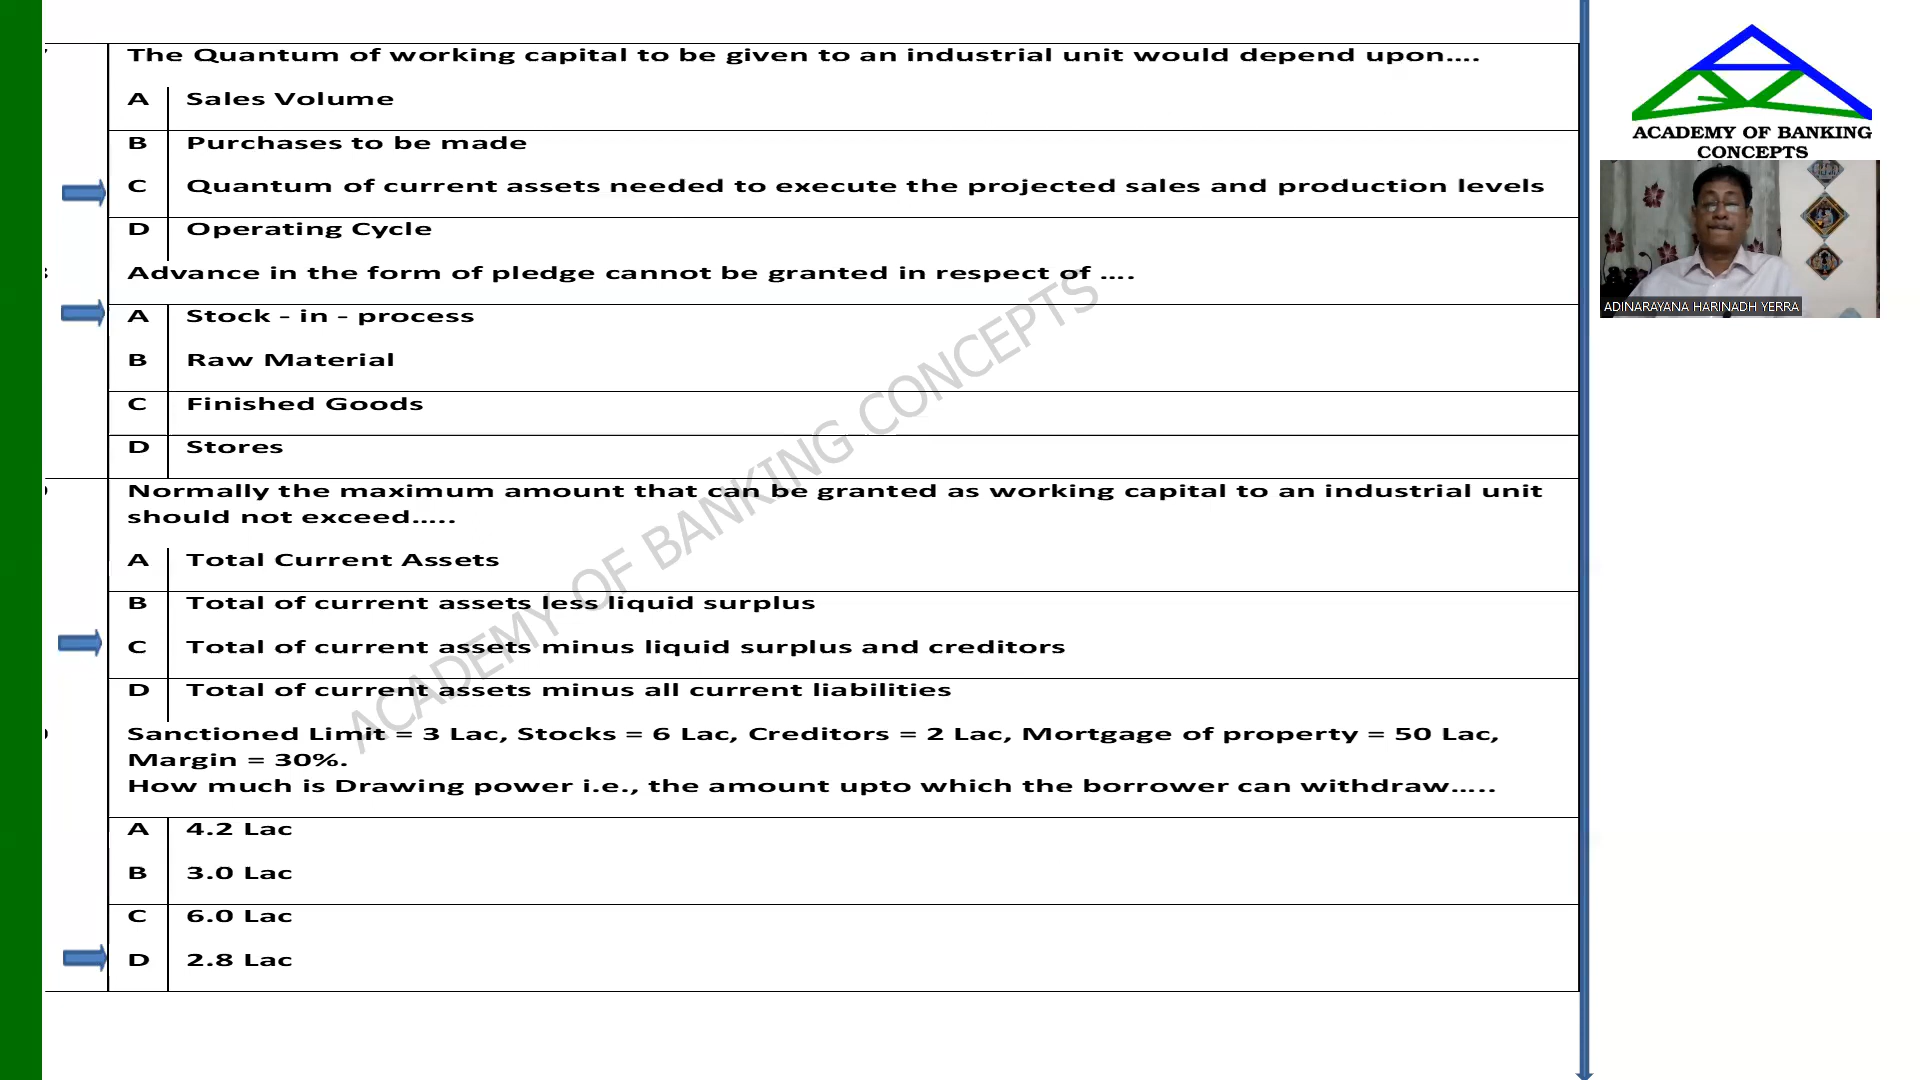 The Quantum of working capital to be given to an industrial unit would depend upon....
A Sales Volume
B Purchases to be made
C Quantum of current assets needed to execute the projected sales and production levels
D Operating Cycle
Advance in the form of pledge cannot be granted in respect of ....
A Stock - in - process
B Raw Material
C Finished Goods
D Stores
Normally the maximum amount that can be granted as working capital to an industrial unit
should not exceed.....
A Total Current Assets
B Total of current assets less liquid surplus
C Total of current assets minus liquid surplus and creditors
D Total of current assets minus all current liabilities
Sanctioned Limit = 3 Lac, Stocks = 6 Lac, Creditors = 2 Lac, Mortgage of property = 50 Lac,
Margin = 30%.
How much is Drawing power i.e., the amount upto which the borrower can withdraw.....
A 4.2 Lac
B 3.0 Lac
C 6.0 Lac
D 2.8 Lac
ACADEMY OF BANKING CONCEPTS
ACADEMY OF BANKING
CONCEPTS
ADINARAYANA HARINADH YERRA